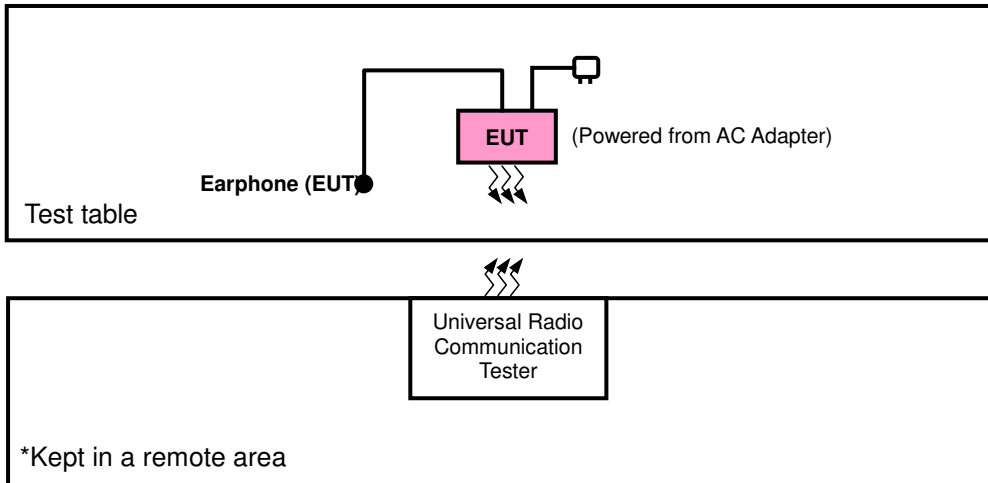 EUT
(Powered from AC Adapter)
Earphone (EUT)
Test table
Universal Radio
Communication
Tester
*Kept in a remote area